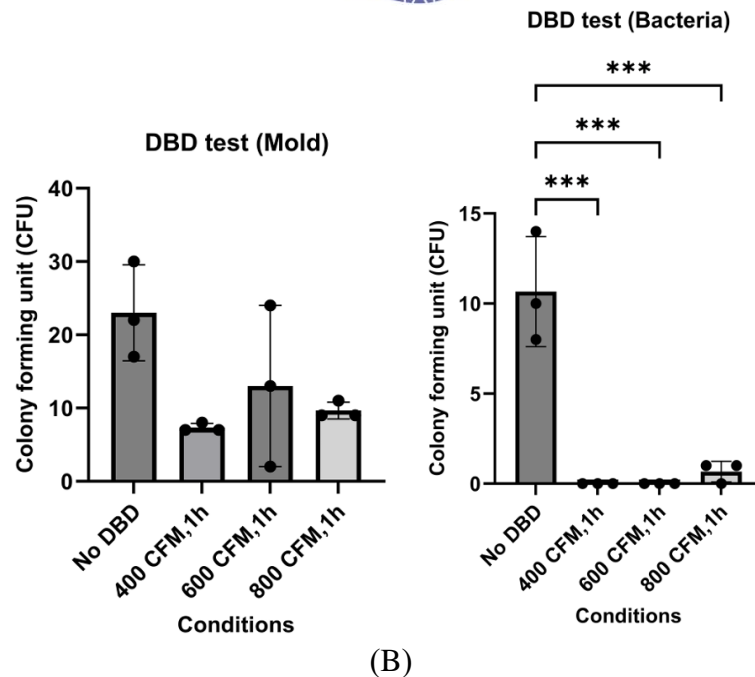 DBD test (Mold)
Colony forming unit (CFU)
40
30
20
10
0
No DBD
400 CFM,1h
600 CFM,1h
800 CFM,1h
Conditions
DBD test (Bacteria)
***
***
***
Colony forming unit (CFU)
15
10
5
0
No DBD
400 CFM,1h
600 CFM,1h
800 CFM,1h
Conditions
(B)